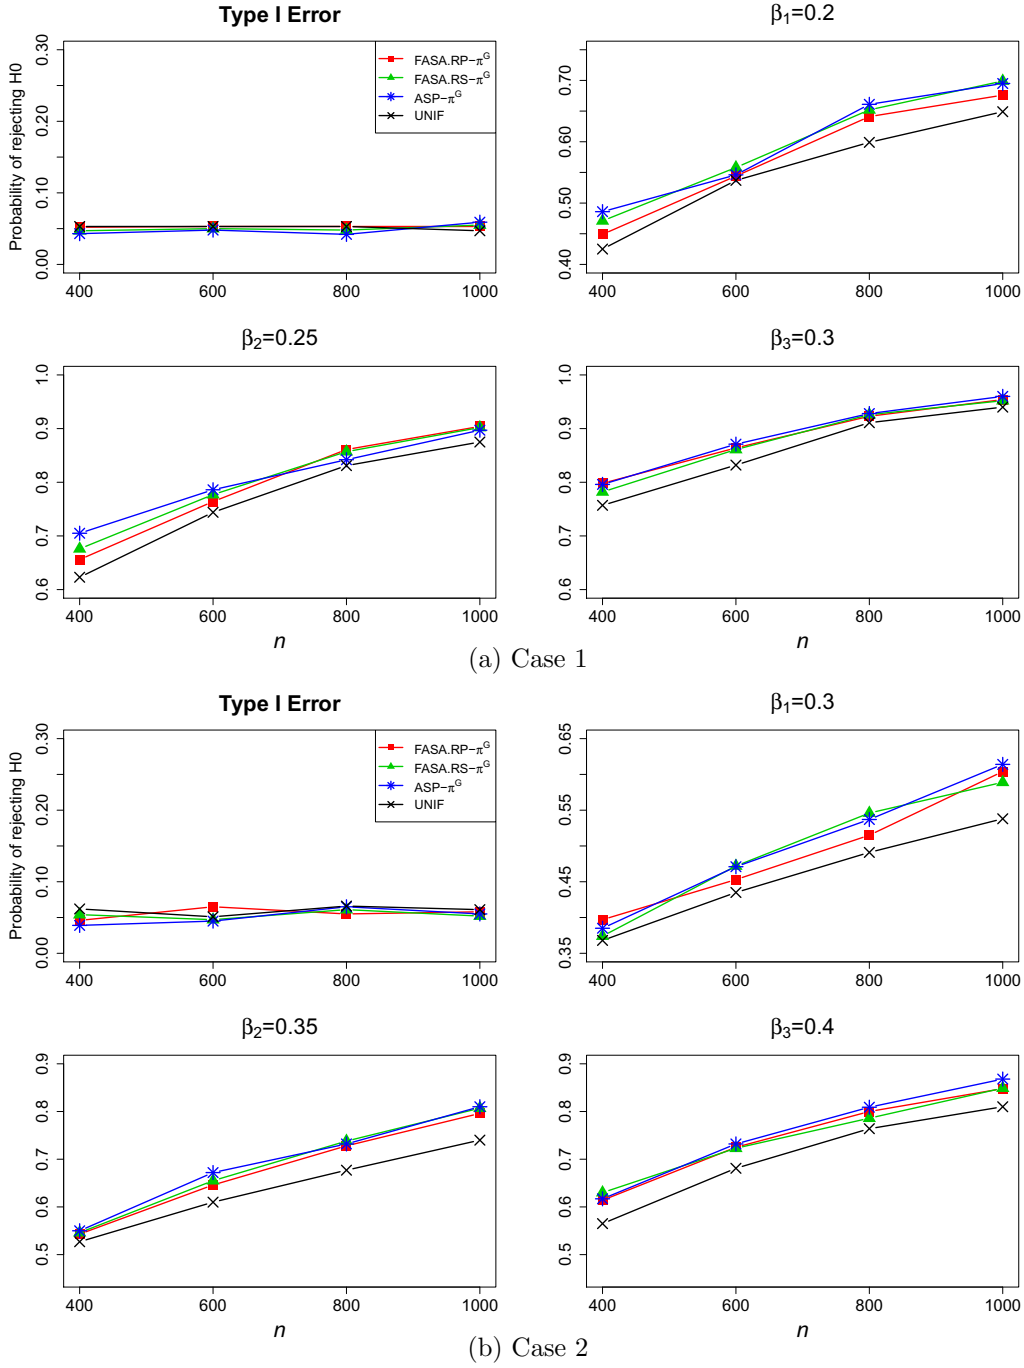 Type I Error
Probability of rejecting H0
0.00 0.10 0.20 0.30
400 600 800 1000
FASA.RP−π^G
FASA.RS−π^G
ASP−π^G
UNIF
β₁=0.2
0.40 0.50 0.60 0.70
400 600 800 1000
β₂=0.25
0.6 0.7 0.8 0.9 1.0
400 600 800 1000
n
β₃=0.3
0.6 0.7 0.8 0.9 1.0
400 600 800 1000
(a) Case 1
Type I Error
Probability of rejecting H0
0.00 0.10 0.20 0.30
400 600 800 1000
FASA.RP−π^G
FASA.RS−π^G
ASP−π^G
UNIF
β₁=0.3
0.35 0.45 0.55 0.65
400 600 800 1000
β₂=0.35
0.5 0.6 0.7 0.8 0.9
400 600 800 1000
n
β₃=0.4
0.5 0.6 0.7 0.8 0.9
400 600 800 1000
(b) Case 2